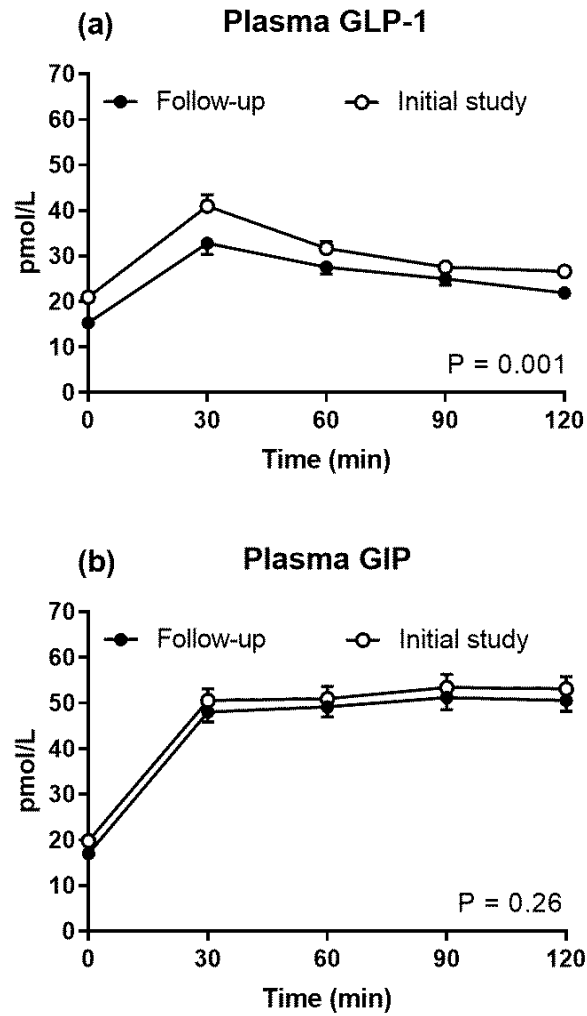 (a) Plasma GLP-1
70
Follow-up Initial study
60
50
40
30
20
10
0
pmol/L
P = 0.001
0 30 60 90 120
Time (min)
(b) Plasma GIP
70
Follow-up Initial study
60
50
40
30
20
10
0
pmol/L
P = 0.26
0 30 60 90 120
Time (min)